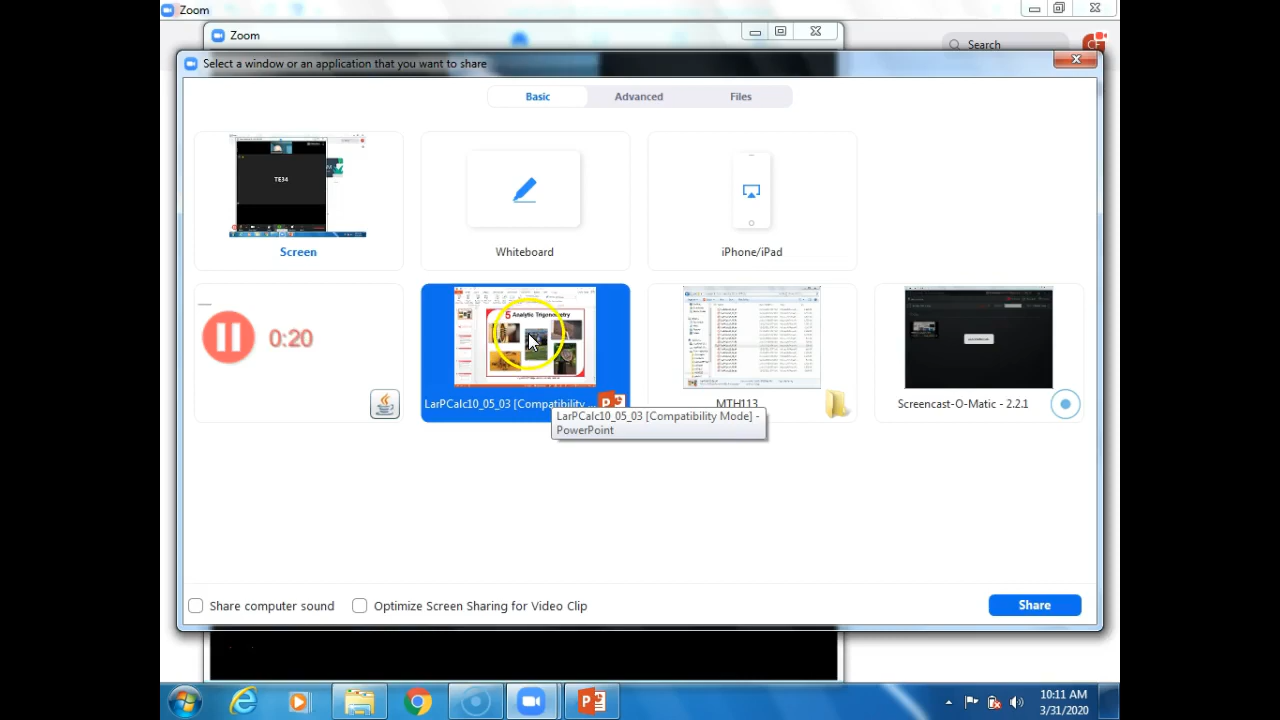 Zoom
Zoom
Search
Select a window or an application that you want to share
Basic
Advanced
Files
TE34
Screen
Whiteboard
iPhone/iPad
0:20
5 Analytic Trigonometry
LarPCalc10_05_03 [Compatibility
MTH113
Screencast-O-Matic - 2.2.1
LarPCalc10_05_03 [Compatibility Mode] -
PowerPoint
Share computer sound
Optimize Screen Sharing for Video Clip
Share
10:11 AM
3/31/2020